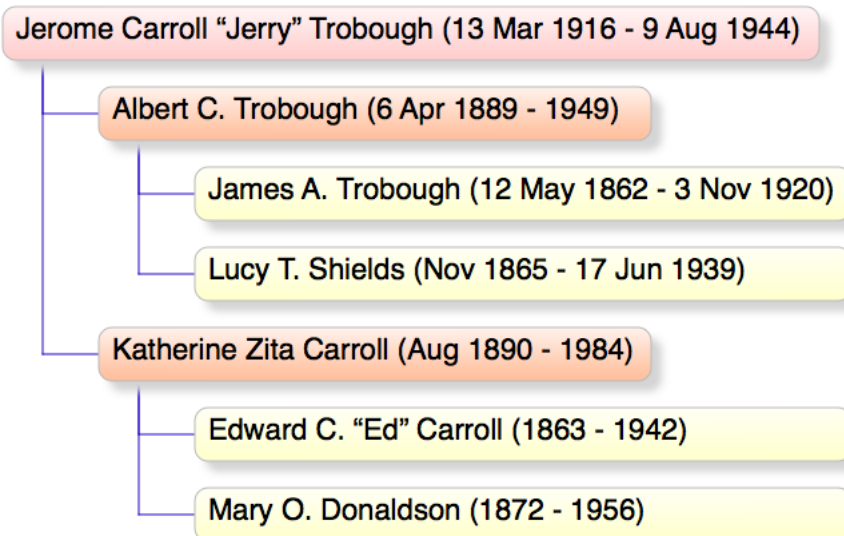 Jerome Carroll “Jerry” Trobough (13 Mar 1916 - 9 Aug 1944)
Albert C. Trobough (6 Apr 1889 - 1949)
James A. Trobough (12 May 1862 - 3 Nov 1920)
Lucy T. Shields (Nov 1865 - 17 Jun 1939)
Katherine Zita Carroll (Aug 1890 - 1984)
Edward C. “Ed” Carroll (1863 - 1942)
Mary O. Donaldson (1872 - 1956)